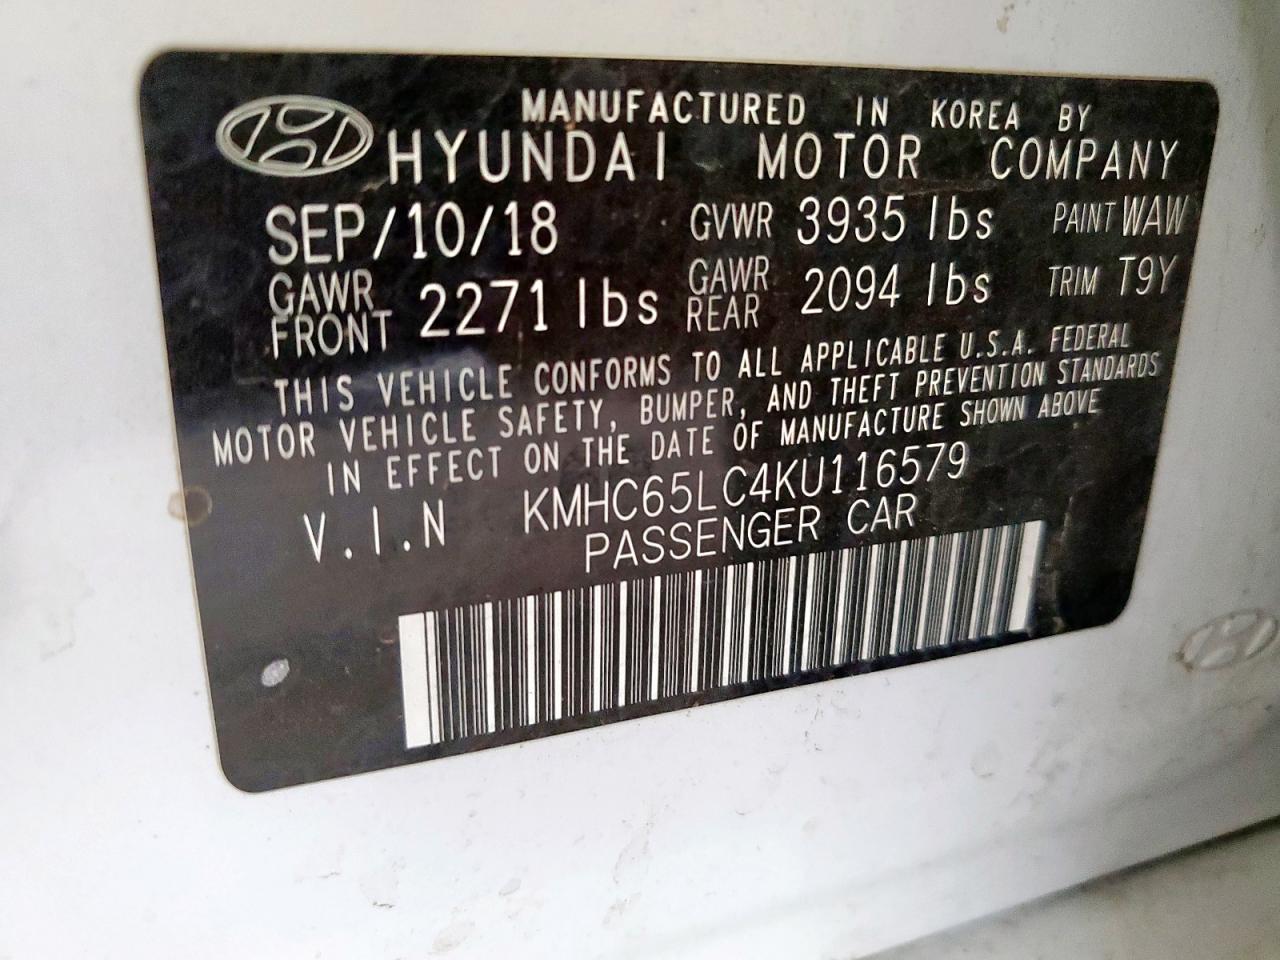 MANUFACTURED IN KOREA BY
HYUNDAI MOTOR COMPANY
SEP/10/18 GVWR 3935 lbs PAINT WAW
GAWR FRONT 2271 lbs GAWR REAR 2094 lbs TRIM T9Y
THIS VEHICLE CONFORMS TO ALL APPLICABLE U.S.A. FEDERAL
MOTOR VEHICLE SAFETY, BUMPER, AND THEFT PREVENTION STANDARDS
IN EFFECT ON THE DATE OF MANUFACTURE SHOWN ABOVE
V.I.N KMHC65LC4KU116579
PASSENGER CAR